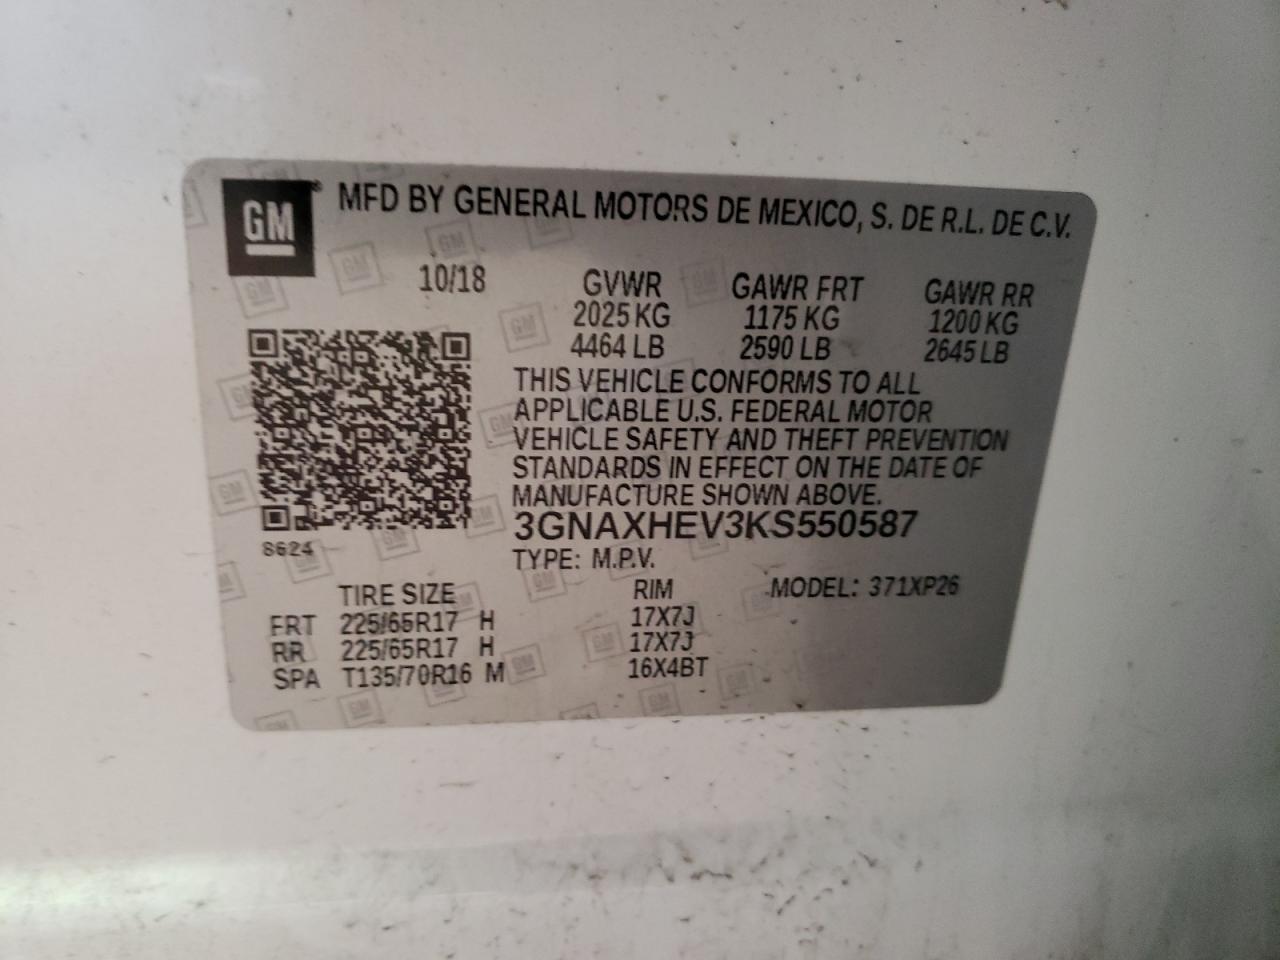 GM MFD BY GENERAL MOTORS DE MEXICO, S. DE R.L. DE C.V.
10/18 GVWR GAWR FRT GAWR RR
2025 KG 1175 KG 1200 KG
4464 LB 2590 LB 2645 LB
THIS VEHICLE CONFORMS TO ALL
APPLICABLE U.S. FEDERAL MOTOR
VEHICLE SAFETY AND THEFT PREVENTION
STANDARDS IN EFFECT ON THE DATE OF
MANUFACTURE SHOWN ABOVE.
3GNAXHEV3KS550587
8624
TYPE: M.P.V.
TIRE SIZE RIM MODEL: 371XP26
FRT 225/65R17 H 17X7J
RR 225/65R17 H 17X7J
SPA T135/70R16 M 16X4BT